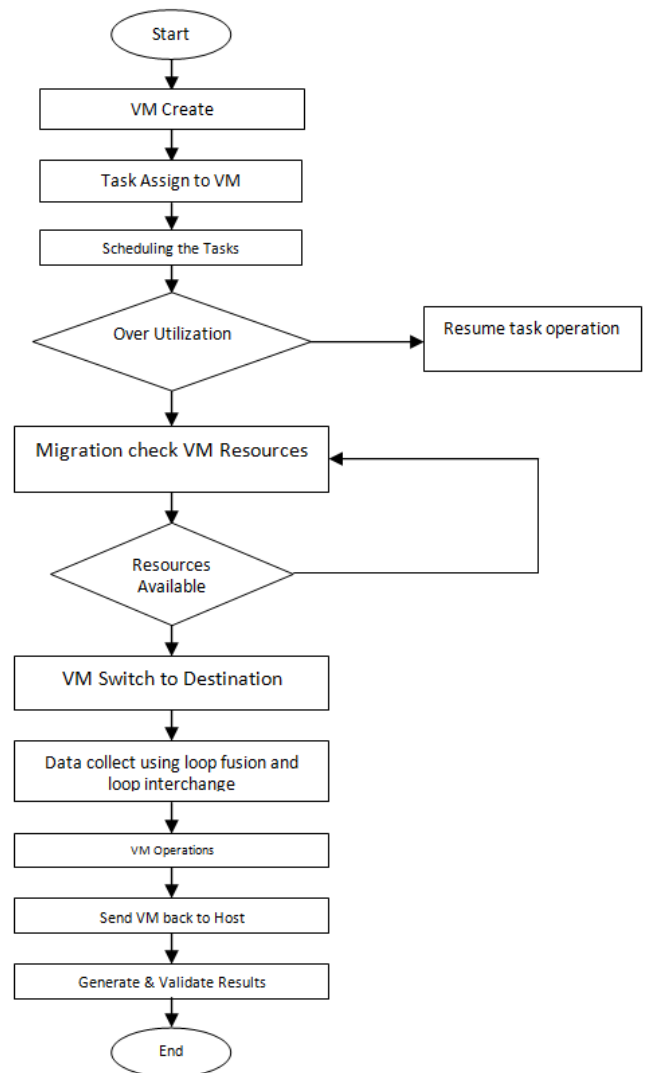 Start
VM Create
Task Assign to VM
Scheduling the Tasks
Over Utilization
Resume task operation
Migration check VM Resources
Resources
Available
VM Switch to Destination
Data collect using loop fusion and
loop interchange
VM Operations
Send VM back to Host
Generate & Validate Results
End